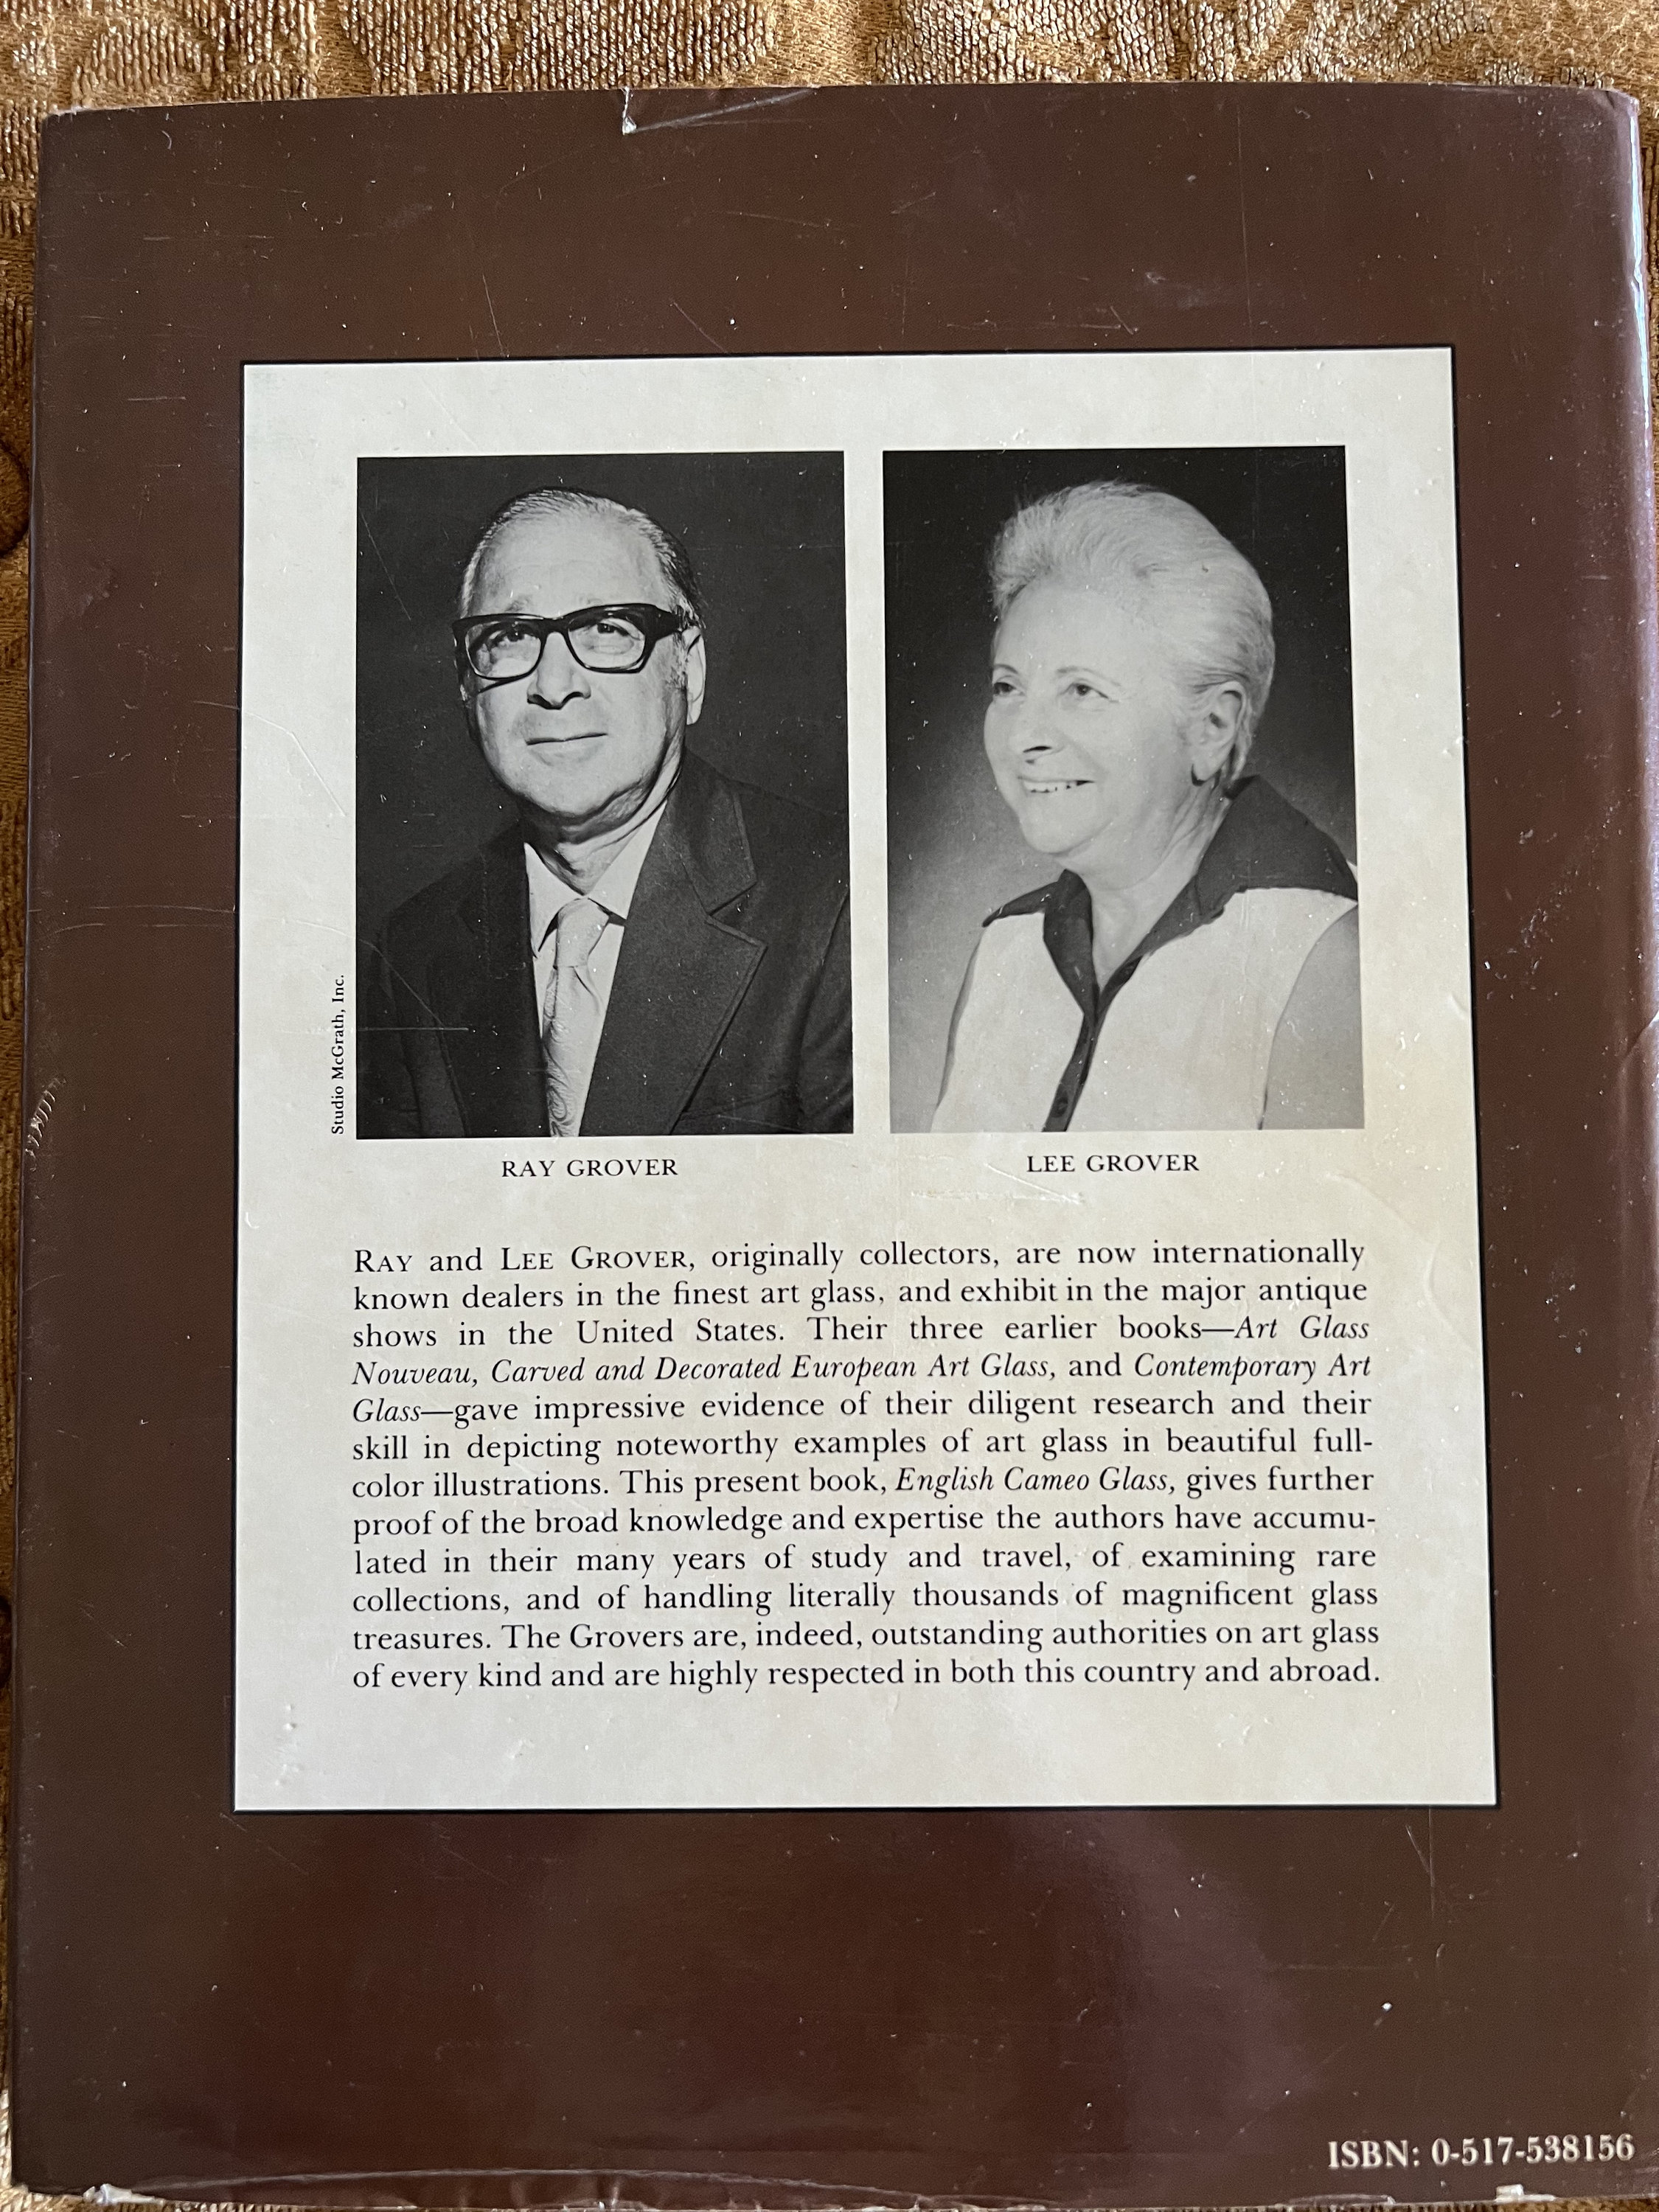 Studio McGrath, Inc.
RAY GROVER
LEE GROVER
RAY and LEE GROVER, originally collectors, are now internationally
known dealers in the finest art glass, and exhibit in the major antique
shows in the United States. Their three earlier books—Art Glass
Nouveau, Carved and Decorated European Art Glass, and Contemporary Art
Glass—gave impressive evidence of their diligent research and their
skill in depicting noteworthy examples of art glass in beautiful full-
color illustrations. This present book, English Cameo Glass, gives further
proof of the broad knowledge and expertise the authors have accumu-
lated in their many years of study and travel, of examining rare
collections, and of handling literally thousands of magnificent glass
treasures. The Grovers are, indeed, outstanding authorities on art glass
of every kind and are highly respected in both this country and abroad.
ISBN: 0-517-538156